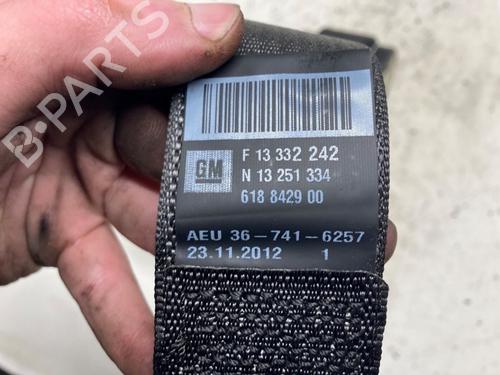 B-PARTS
GM
F 13 332 242
N 13 251 334
618 8429 00
AEU 36-741-6257
23.11.2012 1